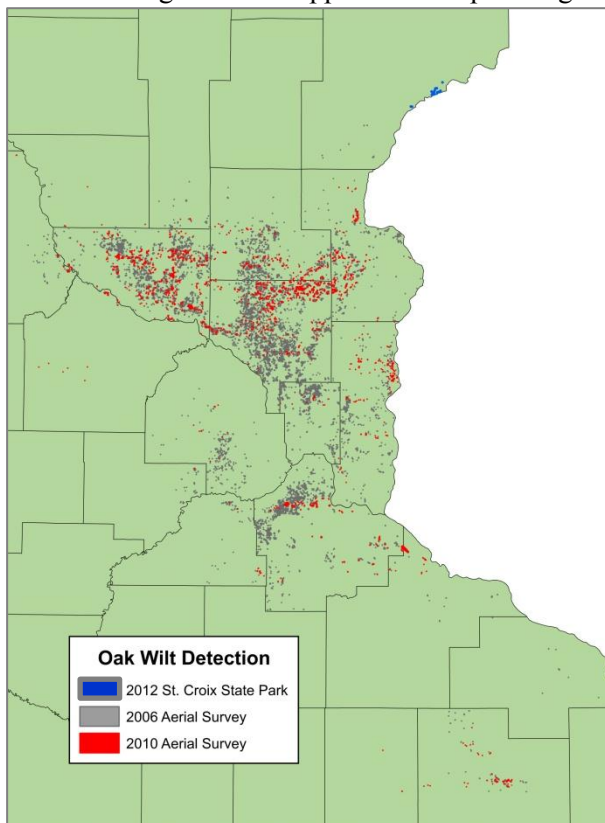 Oak Wilt Detection
2012 St. Croix State Park
2006 Aerial Survey
2010 Aerial Survey